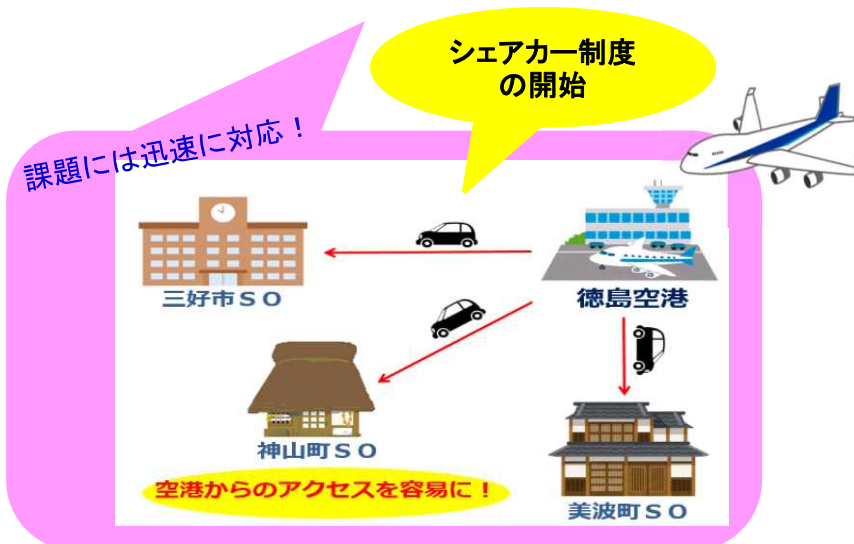 シェアカー制度
の開始
課題には迅速に対応！
三好市ＳＯ
徳島空港
神山町ＳＯ
空港からのアクセスを容易に！
美波町ＳＯ